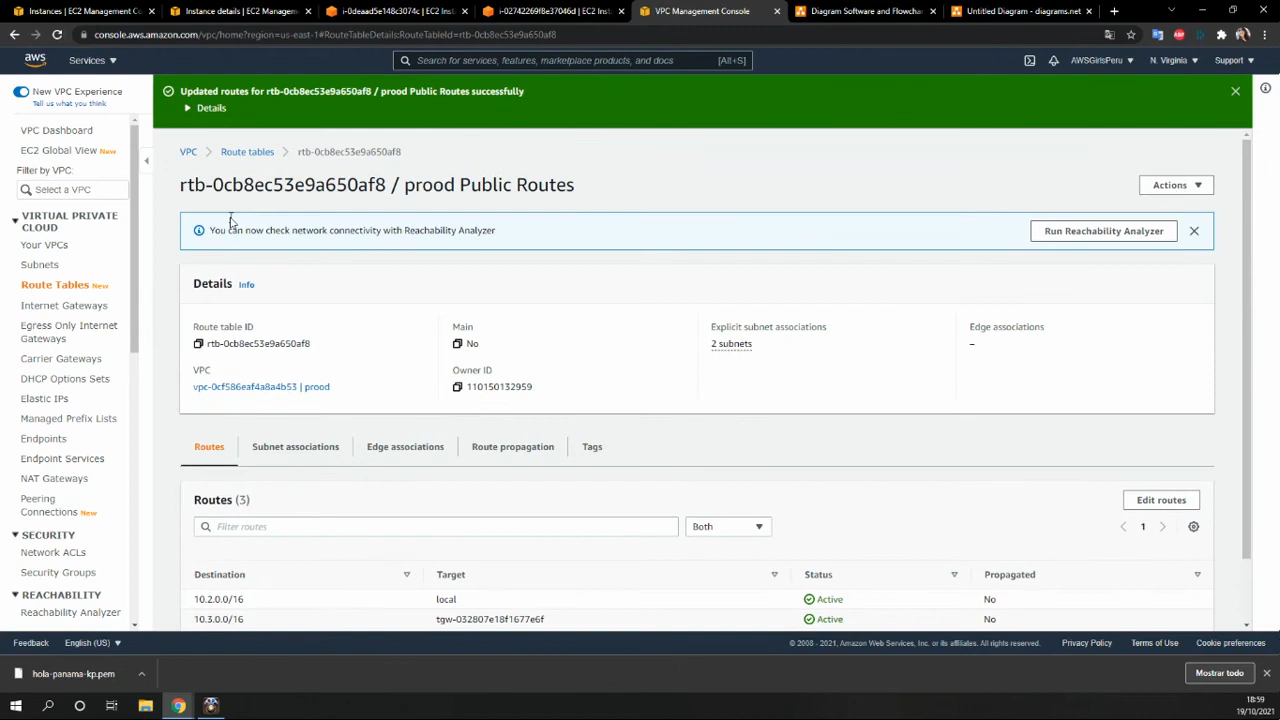 Instances | EC2 Management Co
Instance details | EC2 Manageme
i-0deaad5e148c3074c | EC2 Inst
i-02742269f8e37046d | EC2 Inst
VPC Management Console
Diagram Software and Flowchar
Untitled Diagram - diagrams.net
console.aws.amazon.com/vpc/home?region=us-east-1#RouteTableDetails:RouteTableId=rtb-0cb8ec53e9a650af8
aws
Services
Search for services, features, marketplace products, and docs
[Alt+S]
AWSGirlsPeru
N. Virginia
Support
New VPC Experience
Tell us what you think
VPC Dashboard
EC2 Global View New
Filter by VPC:
Select a VPC
VIRTUAL PRIVATE CLOUD
Your VPCs
Subnets
Route Tables New
Internet Gateways
Egress Only Internet
Gateways
Carrier Gateways
DHCP Options Sets
Elastic IPs
Managed Prefix Lists
Endpoints
Endpoint Services
NAT Gateways
Peering
Connections New
SECURITY
Network ACLs
Security Groups
REACHABILITY
Reachability Analyzer
Updated routes for rtb-0cb8ec53e9a650af8 / prood Public Routes successfully
Details
VPC
Route tables
rtb-0cb8ec53e9a650af8
rtb-0cb8ec53e9a650af8 / prood Public Routes
Actions
You can now check network connectivity with Reachability Analyzer
Run Reachability Analyzer
Details
Info
Route table ID
rtb-0cb8ec53e9a650af8
Main
No
Explicit subnet associations
2 subnets
Edge associations
–
VPC
vpc-0cf586eaf4a8a4b53 | prood
Owner ID
110150132959
Routes
Subnet associations
Edge associations
Route propagation
Tags
Routes (3)
Edit routes
Filter routes
Both
1
Destination
Target
Status
Propagated
10.2.0.0/16
local
Active
No
10.3.0.0/16
tgw-032807e18f1677e6f
Active
No
Feedback
English (US)
© 2008 - 2021, Amazon Web Services, Inc. or its affiliates. All rights reserved.
Privacy Policy
Terms of Use
Cookie preferences
hola-panama-kp.pem
Mostrar todo
18:59
19/10/2021